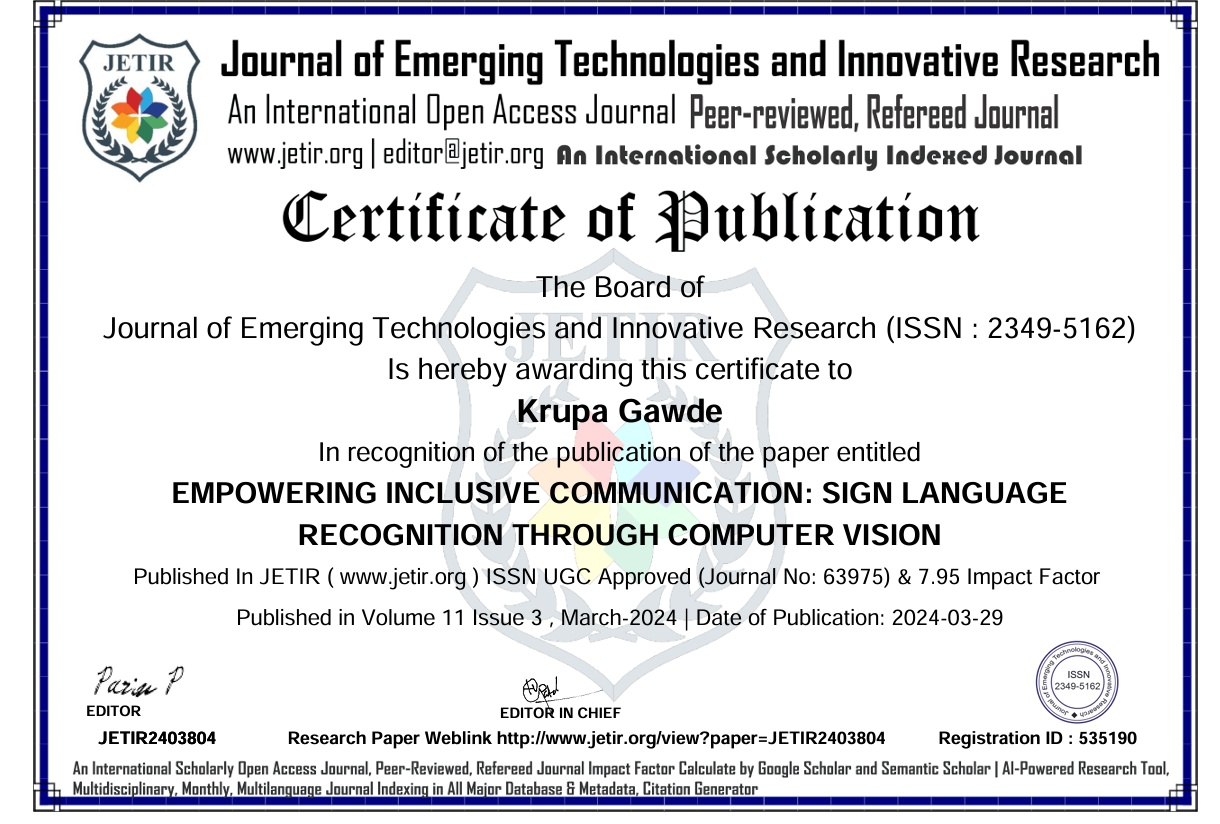 JETIR
Journal of Emerging Technologies and Innovative Research
An International Open Access Journal Peer-reviewed, Refereed Journal
www.jetir.org | editor@jetir.org An International Scholarly Indexed Journal
Certificate of Publication
JETIR
The Board of
Journal of Emerging Technologies and Innovative Research (ISSN : 2349-5162)
Is hereby awarding this certificate to
Krupa Gawde
In recognition of the publication of the paper entitled
EMPOWERING INCLUSIVE COMMUNICATION: SIGN LANGUAGE
RECOGNITION THROUGH COMPUTER VISION
Published In JETIR ( www.jetir.org ) ISSN UGC Approved (Journal No: 63975) & 7.95 Impact Factor
Published in Volume 11 Issue 3 , March-2024 | Date of Publication: 2024-03-29
Journal of Emerging Technologies and Innovative Research
ISSN
2349-5162
EDITOR
EDITOR IN CHIEF
JETIR2403804 Research Paper Weblink http://www.jetir.org/view?paper=JETIR2403804 Registration ID : 535190
An International Scholarly Open Access Journal, Peer-Reviewed, Refereed Journal Impact Factor Calculate by Google Scholar and Semantic Scholar | AI-Powered Research Tool,
Multidisciplinary, Monthly, Multilanguage Journal Indexing in All Major Database & Metadata, Citation Generator